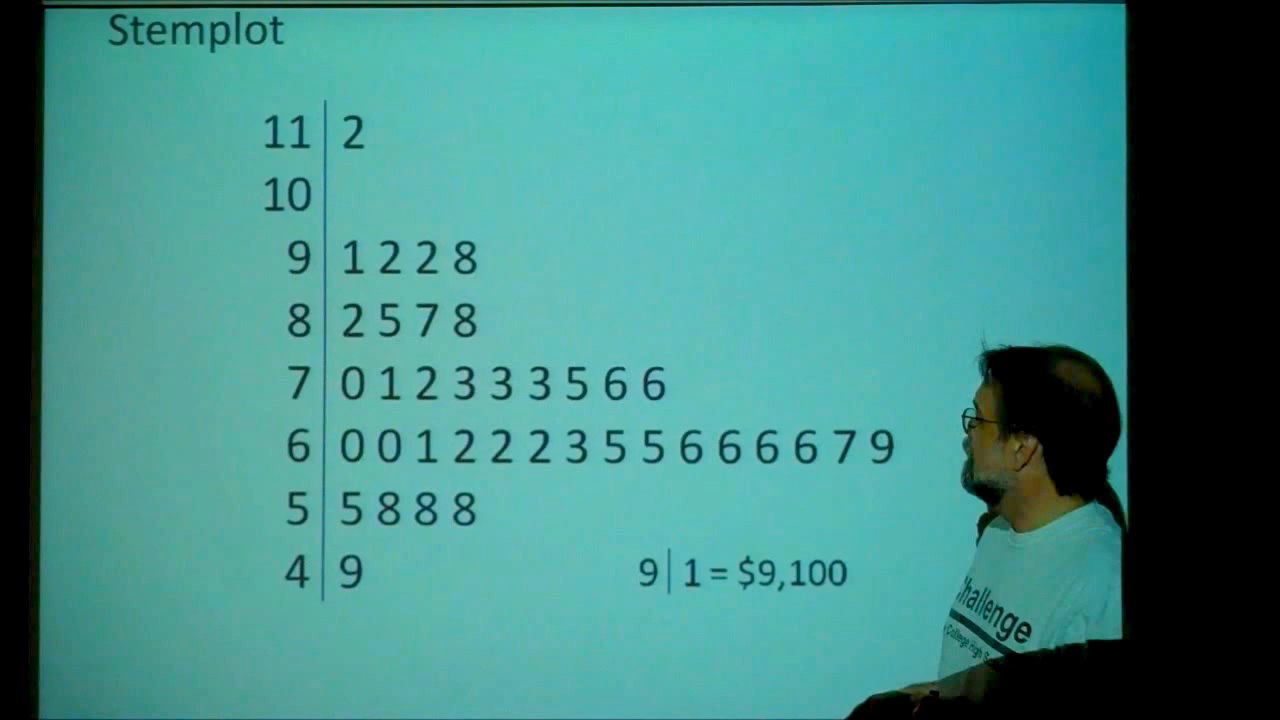 Stemplot
11 | 2
10 |
9 | 1 2 2 8
8 | 2 5 7 8
7 | 0 1 2 3 3 3 5 6 6
6 | 0 0 1 2 2 2 3 5 5 6 6 6 6 7 9
5 | 5 8 8 8
4 | 9
9 | 1 = $9,100
Challenge
College High